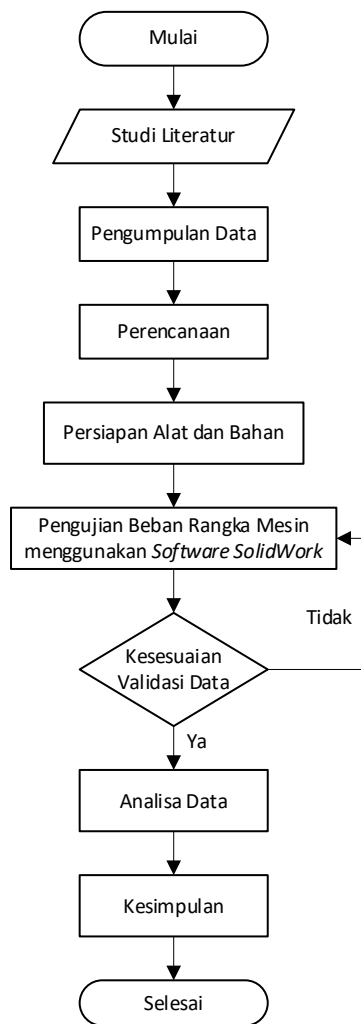 Mulai
Studi Literatur
Pengumpulan Data
Perencanaan
Persiapan Alat dan Bahan
Pengujian Beban Rangka Mesin
menggunakan Software SolidWork
Tidak
Kesesuaian
Validasi Data
Ya
Analisa Data
Kesimpulan
Selesai